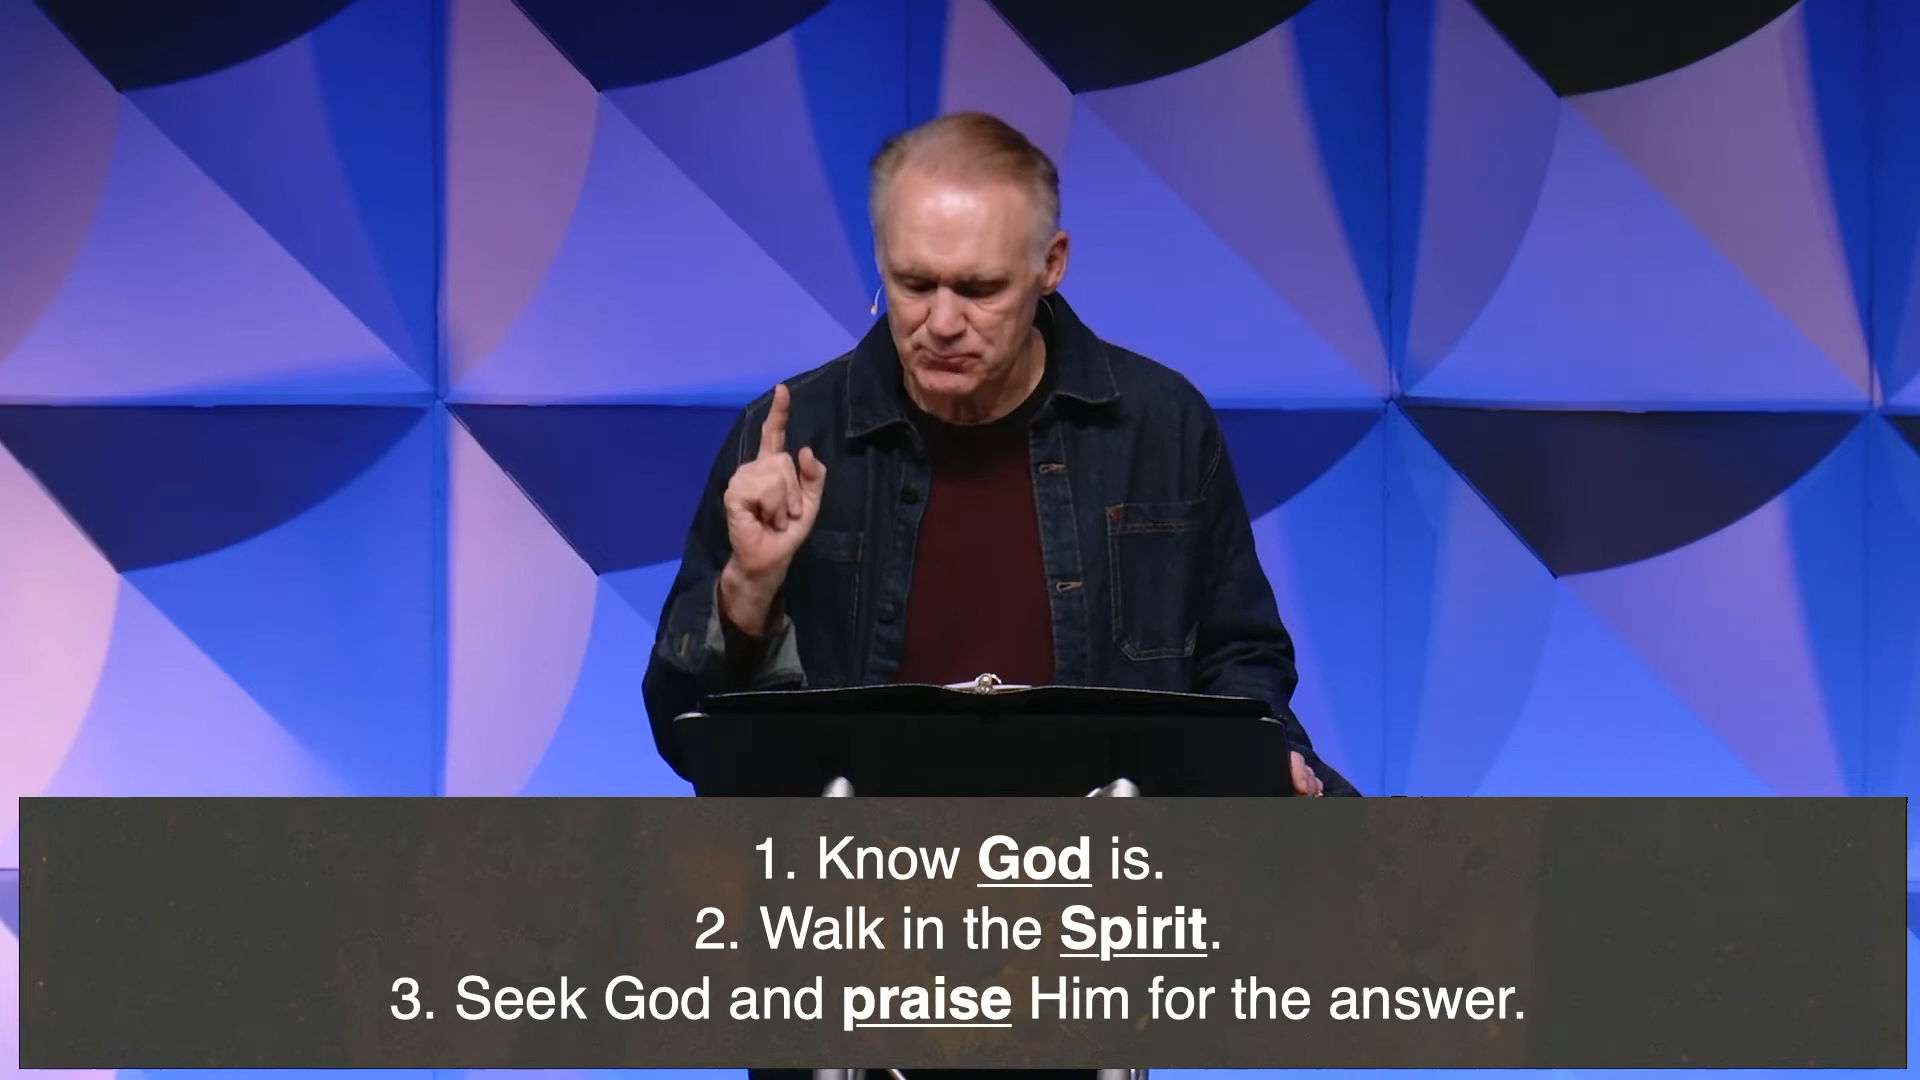 1. Know God is.
2. Walk in the Spirit.
3. Seek God and praise Him for the answer.